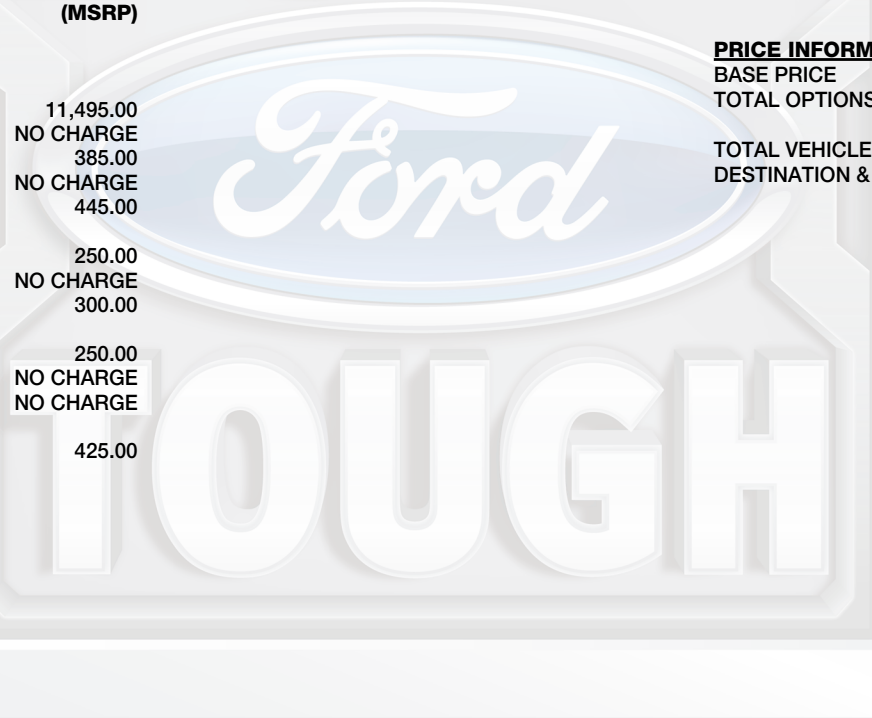 (MSRP)
11,495.00
NO CHARGE
385.00
NO CHARGE
445.00
250.00
NO CHARGE
300.00
250.00
NO CHARGE
NO CHARGE
425.00
PRICE INFORM
BASE PRICE
TOTAL OPTIONS
TOTAL VEHICLE
DESTINATION &
Ford
TOUGH